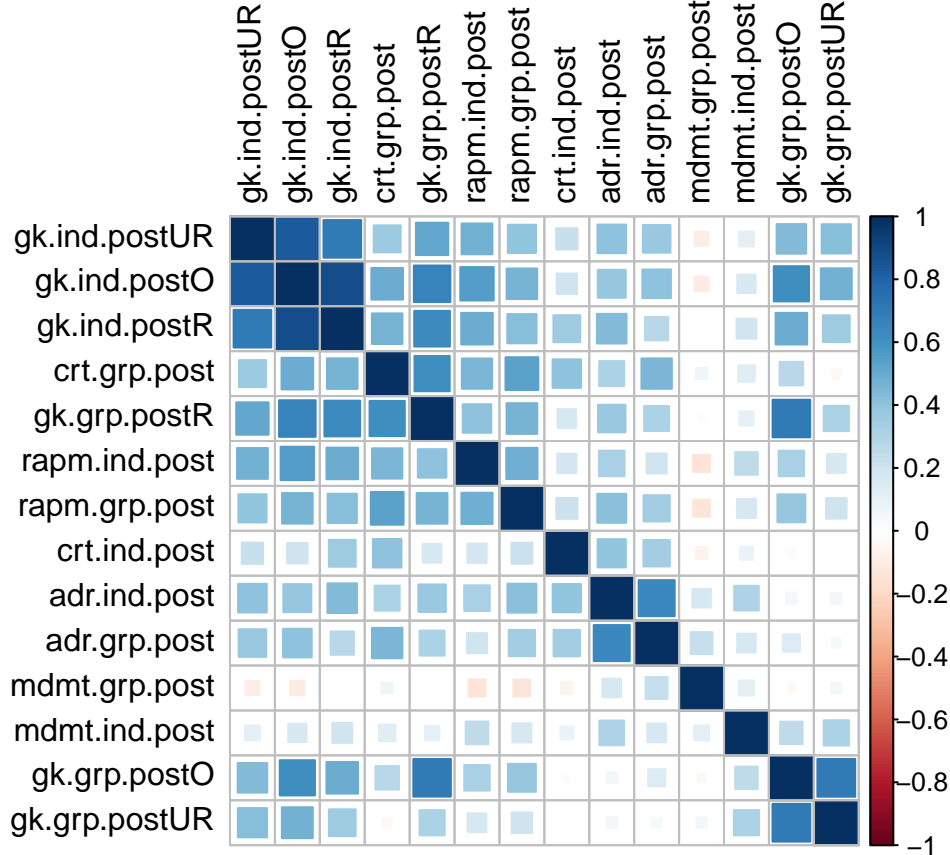 gk.ind.postUR
gk.ind.postO
gk.ind.postR
crt.grp.post
gk.grp.postR
rapm.ind.post
rapm.grp.post
crt.ind.post
adr.ind.post
adr.grp.post
mdmt.grp.post
mdmt.ind.post
gk.grp.postO
gk.grp.postUR
gk.ind.postUR
gk.ind.postO
gk.ind.postR
crt.grp.post
gk.grp.postR
rapm.ind.post
rapm.grp.post
crt.ind.post
adr.ind.post
adr.grp.post
mdmt.grp.post
mdmt.ind.post
gk.grp.postO
gk.grp.postUR
1
0.8
0.6
0.4
0.2
0
−0.2
−0.4
−0.6
−0.8
−1